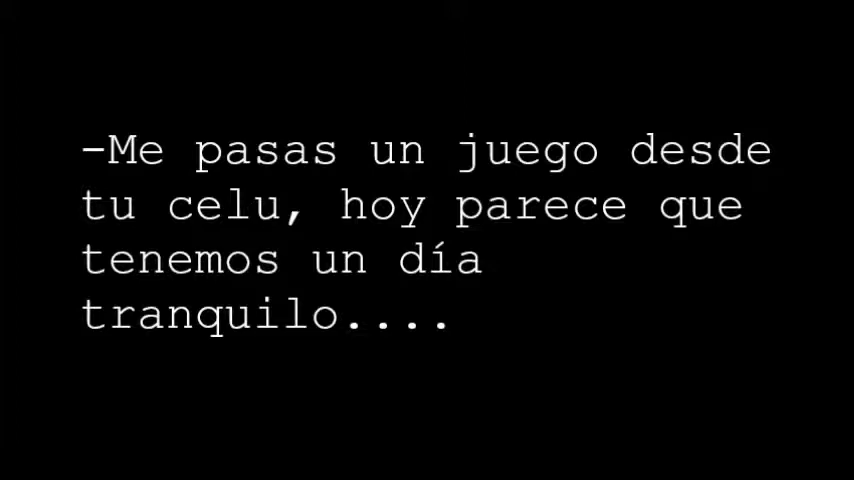 -Me pasas un juego desde
tu celu, hoy parece que
tenemos un día
tranquilo....